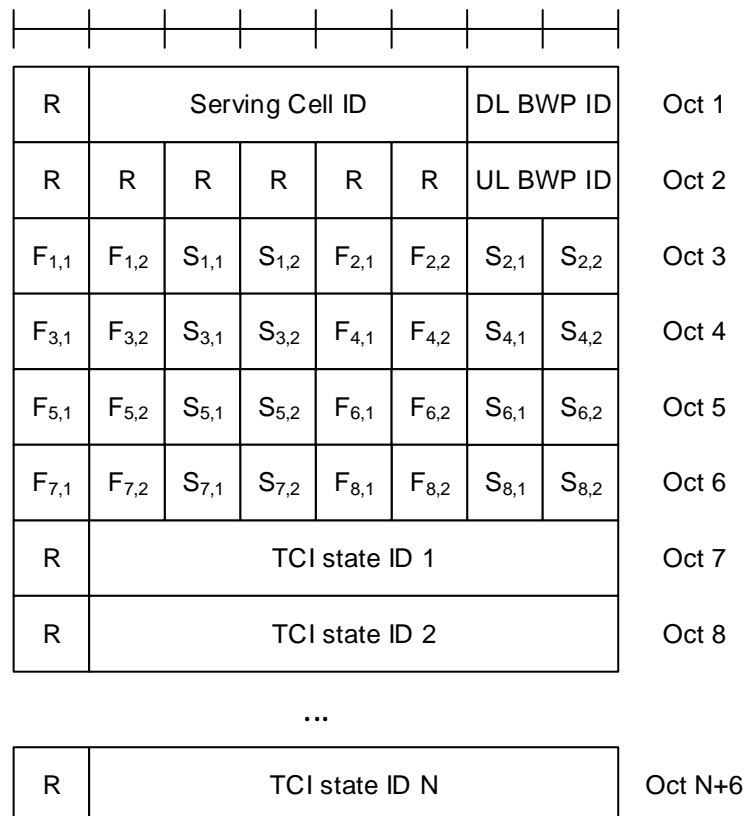 R Serving Cell ID DL BWP ID Oct 1
R R R R R R UL BWP ID Oct 2
F1,1 F1,2 S1,1 S1,2 F2,1 F2,2 S2,1 S2,2 Oct 3
F3,1 F3,2 S3,1 S3,2 F4,1 F4,2 S4,1 S4,2 Oct 4
F5,1 F5,2 S5,1 S5,2 F6,1 F6,2 S6,1 S6,2 Oct 5
F7,1 F7,2 S7,1 S7,2 F8,1 F8,2 S8,1 S8,2 Oct 6
R TCI state ID 1 Oct 7
R TCI state ID 2 Oct 8
...
R TCI state ID N Oct N+6